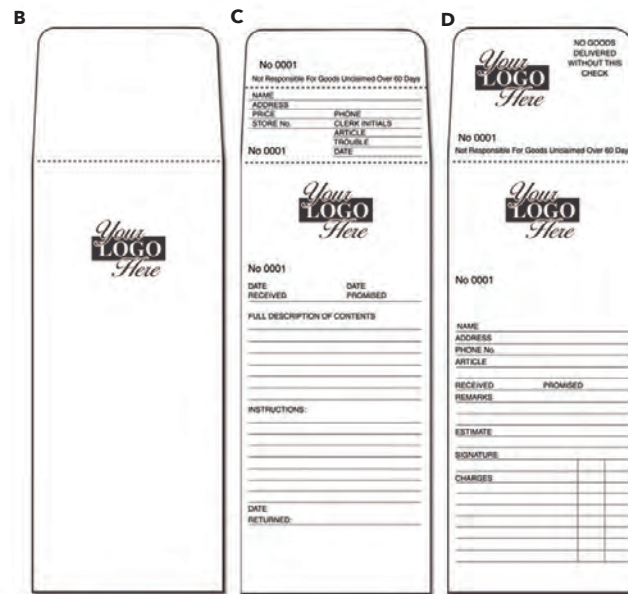 B
Your
LOGO
Here
C
No 0001
Not Responsible For Goods Unclaimed Over 60 Days
NAME
ADDRESS
PRICE PHONE
STORE No. CLERK INITIALS
ARTICLE
TROUBLE
No 0001 DATE
Your
LOGO
Here
No 0001
DATE DATE
RECEIVED PROMISED
FULL DESCRIPTION OF CONTENTS
INSTRUCTIONS:
DATE
RETURNED:
D
Your
LOGO
Here
NO GOODS
DELIVERED
WITHOUT THIS
CHECK
No 0001
Not Responsible For Goods Unclaimed Over 60 Day
Your
LOGO
Here
No 0001
NAME
ADDRESS
PHONE No.
ARTICLE
RECEIVED PROMISED
REMARKS
ESTIMATE
SIGNATURE
CHARGES